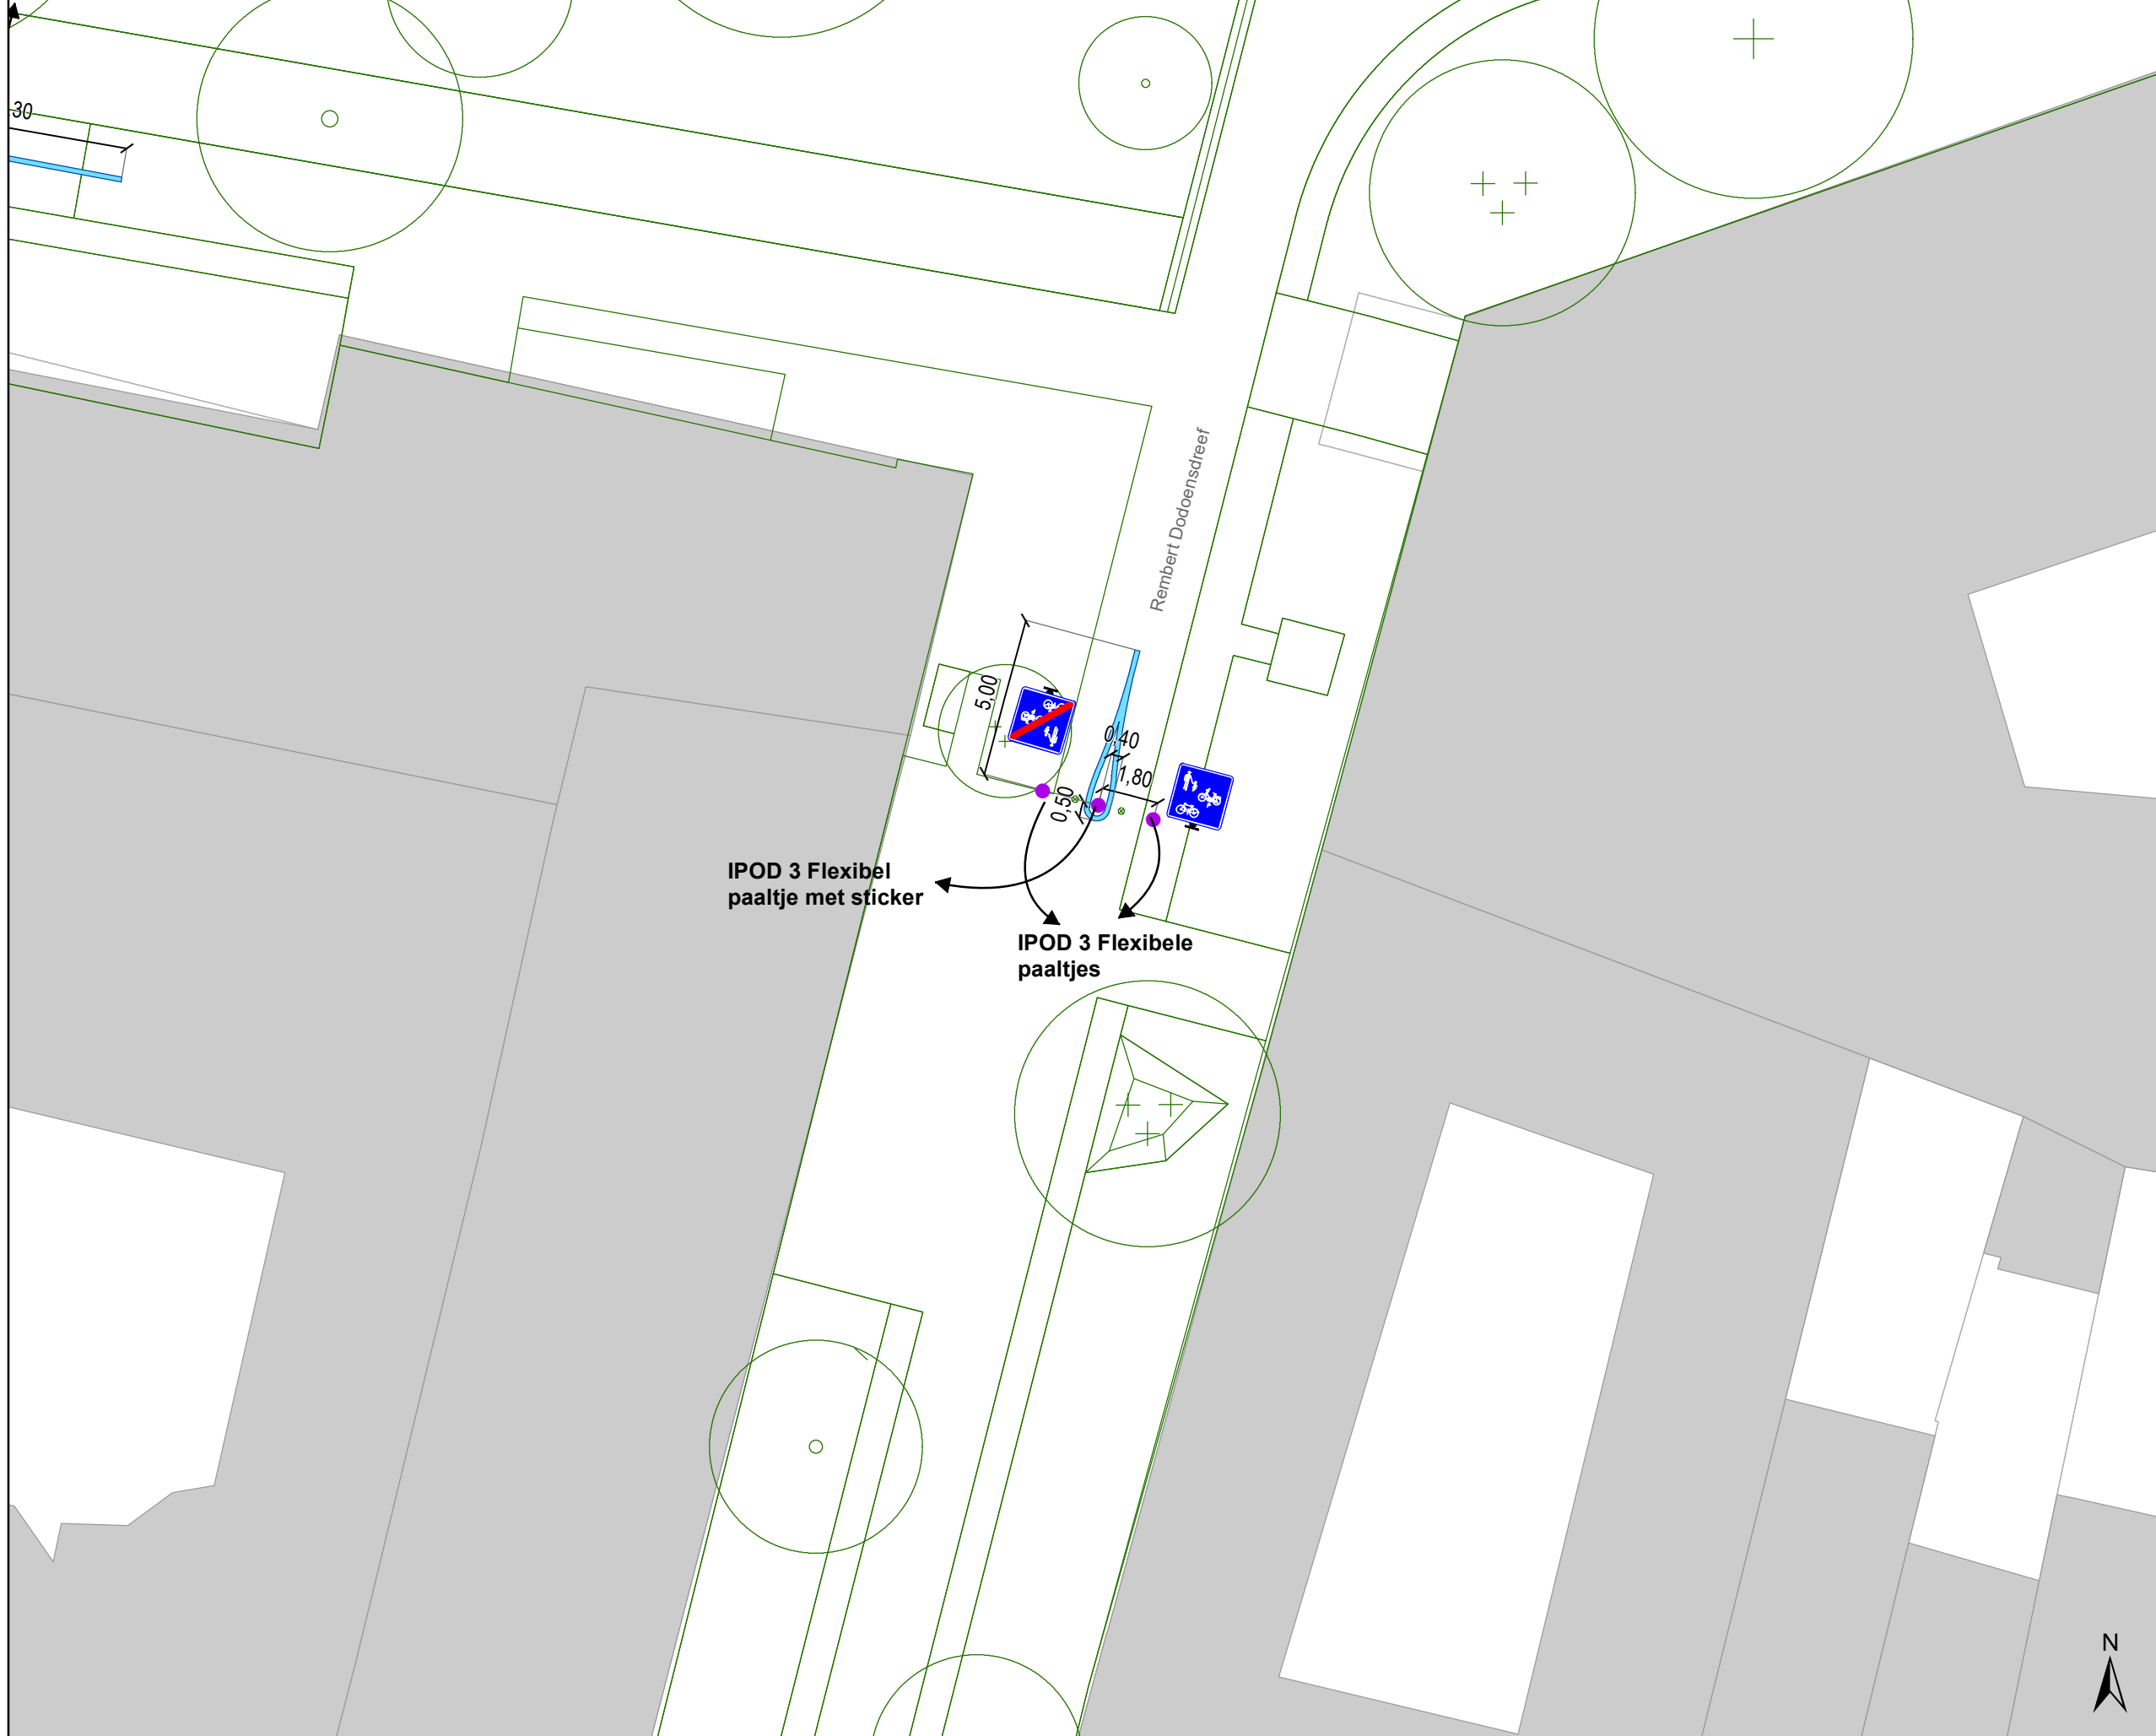 30
Rembert Dodoensdreef
5,00
0,40
1,80
0,50
IPOD 3 Flexibel
paaltje met sticker
IPOD 3 Flexibele
paaltjes
N